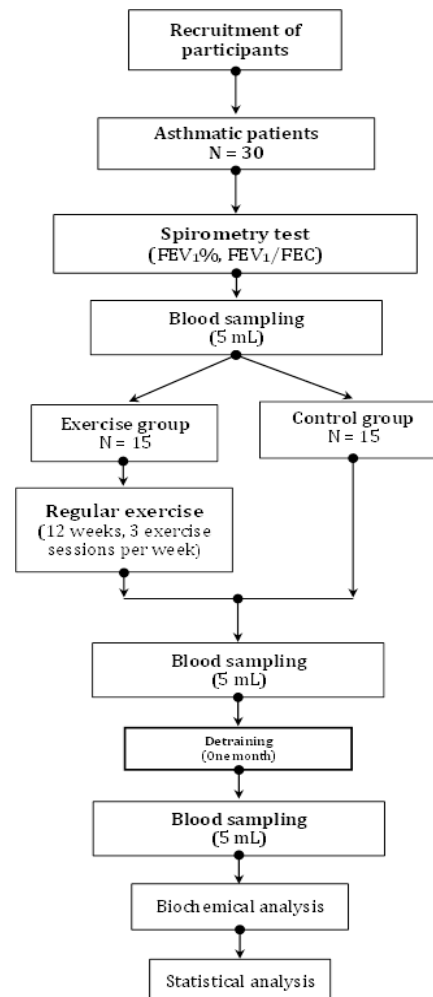 Recruitment of
participants
Asthmatic patients
N = 30
Spirometry test
(FEV₁%, FEV₁/FEC)
Blood sampling
(5 mL)
Exercise group
N = 15
Control group
N = 15
Regular exercise
(12 weeks, 3 exercise
sessions per week)
Blood sampling
(5 mL)
Detraining
(One month)
Blood sampling
(5 mL)
Biochemical analysis
Statistical analysis